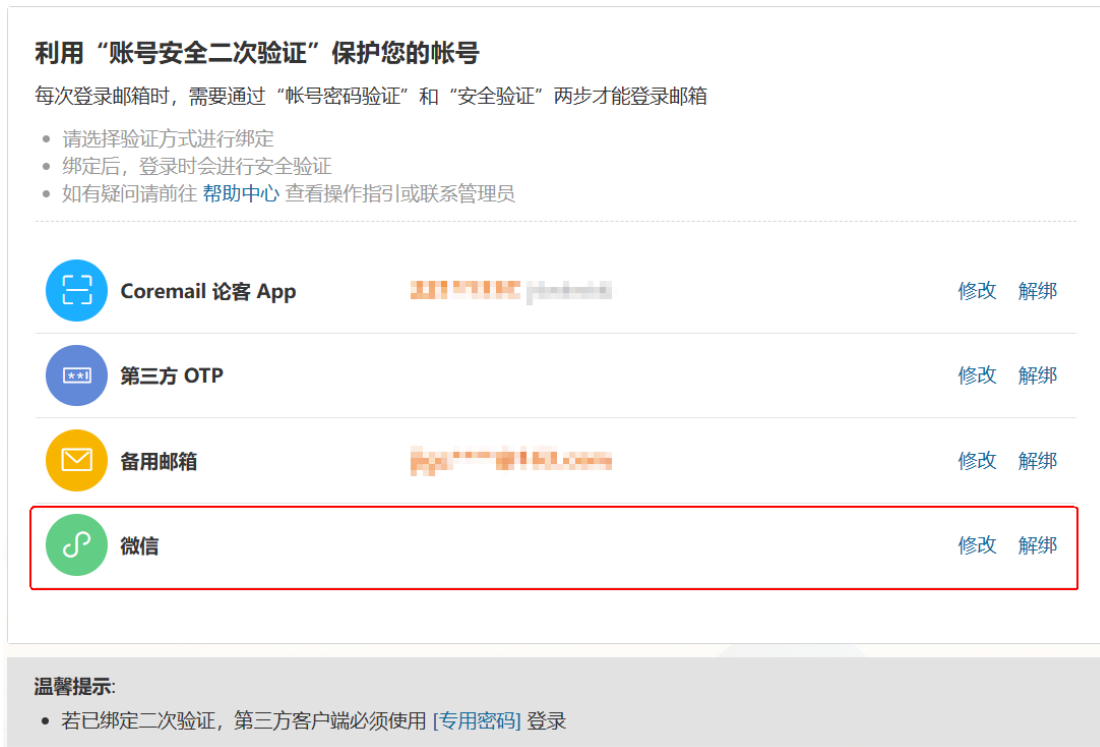 利用“账号安全二次验证”保护您的帐号
每次登录邮箱时，需要通过“帐号密码验证”和“安全验证”两步才能登录邮箱
请选择验证方式进行绑定
绑定后，登录时会进行安全验证
如有疑问请前往 帮助中心 查看操作指引或联系管理员
Coremail 论客 App 修改 解绑
第三方 OTP 修改 解绑
备用邮箱 修改 解绑
微信 修改 解绑
温馨提示:
若已绑定二次验证，第三方客户端必须使用 [专用密码] 登录